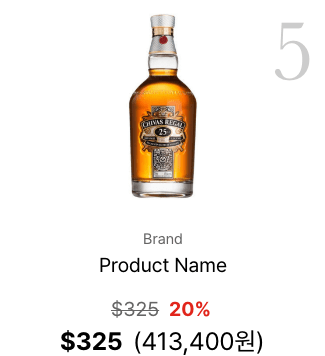 5
CHIVAS REGAL
25
Brand
Product Name
$325 20%
$325 (413,400원)